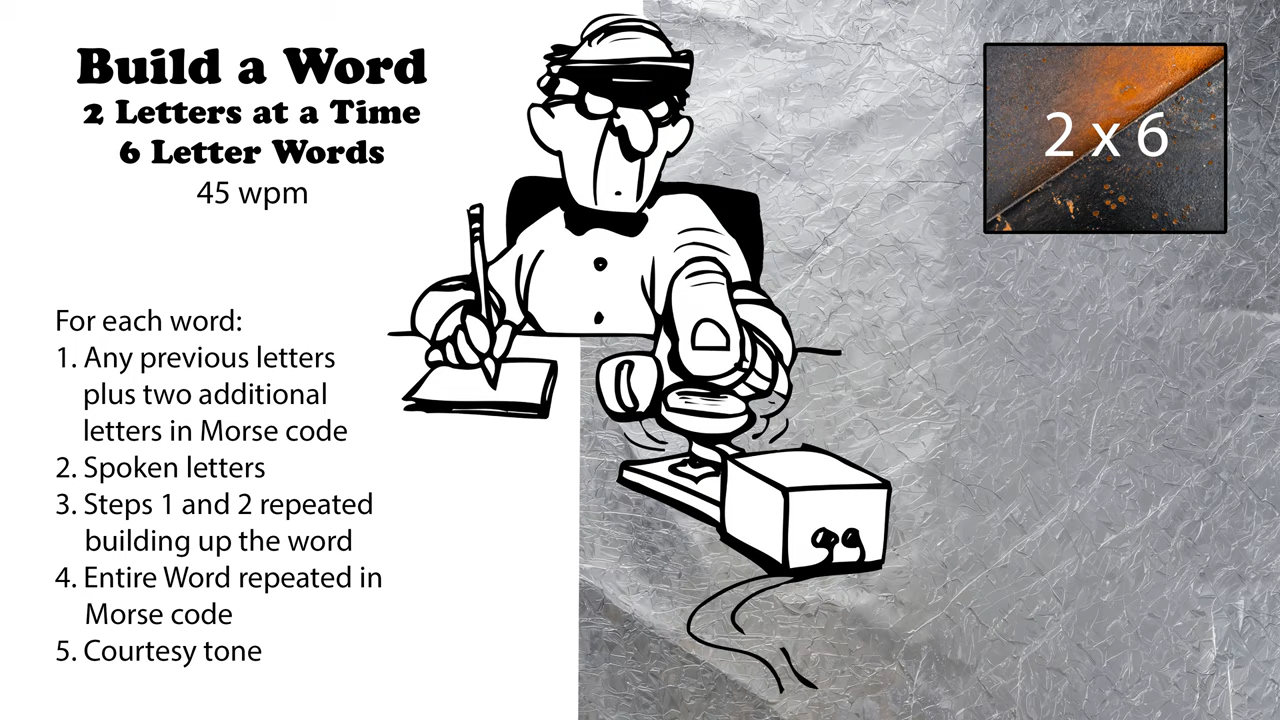 Build a Word
2 Letters at a Time
6 Letter Words
45 wpm
2 x 6
For each word:
1. Any previous letters
plus two additional
letters in Morse code
2. Spoken letters
3. Steps 1 and 2 repeated
building up the word
4. Entire Word repeated in
Morse code
5. Courtesy tone